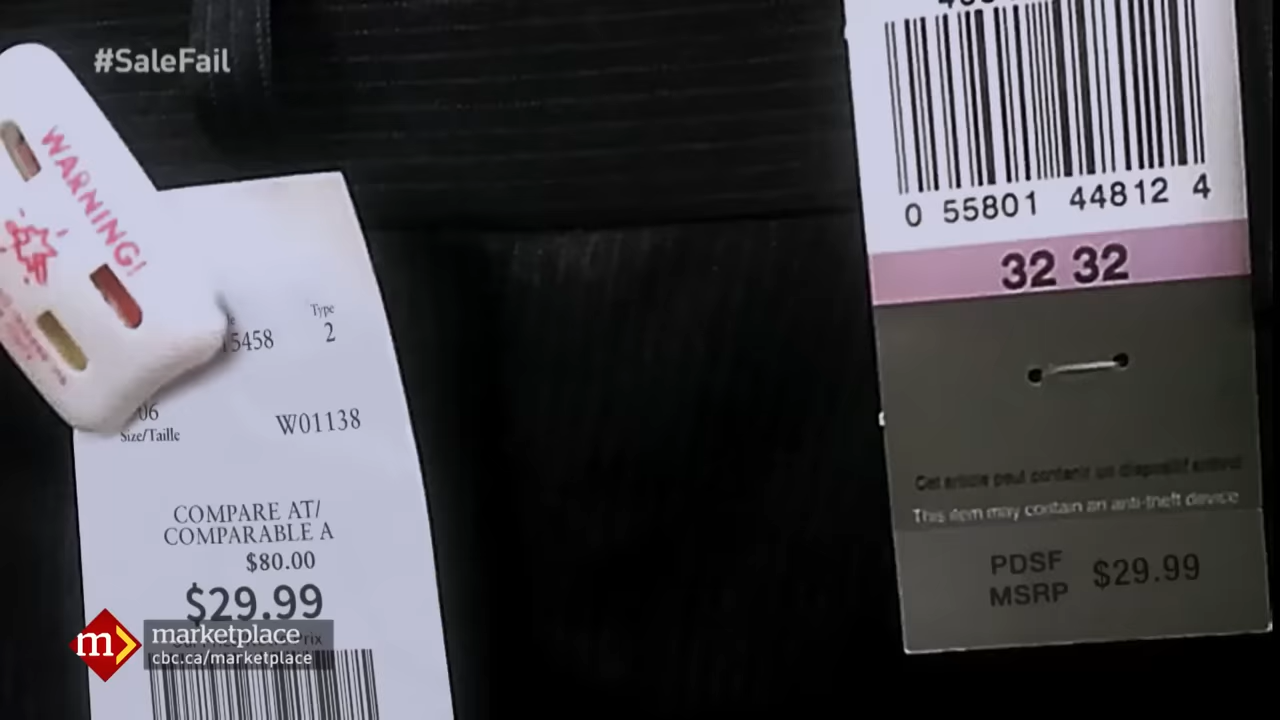 #SaleFail
WARNING!
5458
Type
2
06
Size/Taille
W01138
COMPARE AT/
COMPARABLE A
$80.00
$29.99
m
marketplace
cbc.ca/marketplace
0 55801 44812 4
32 32
Cet article peut contenir un dispositif antivol
This item may contain an anti-theft device
PDSF
MSRP $29.99